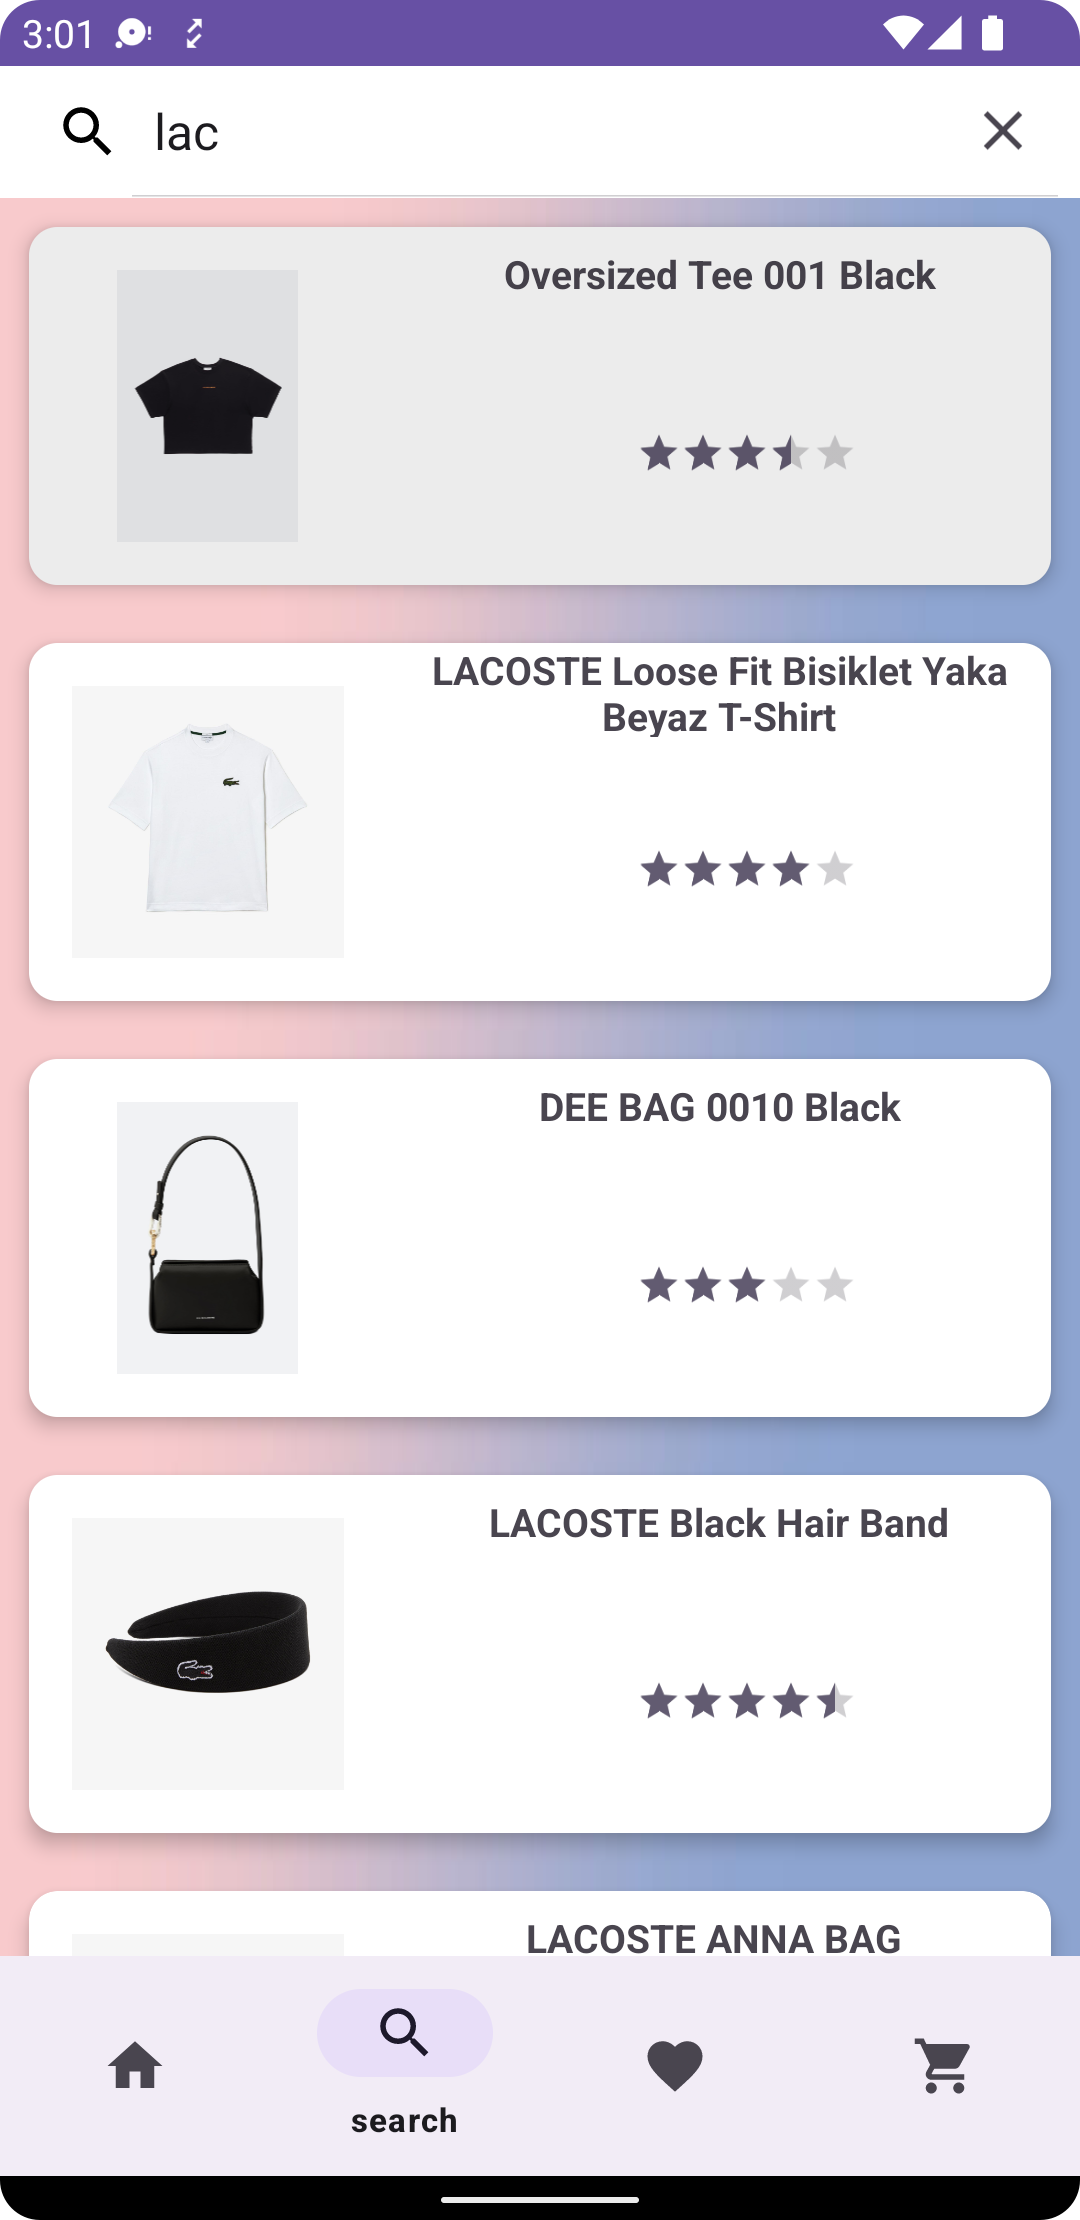 3:01
lac
Oversized Tee 001 Black
LACOSTE Loose Fit Bisiklet Yaka
Beyaz T-Shirt
DEE BAG 0010 Black
LACOSTE Black Hair Band
LACOSTE ANNA BAG
search